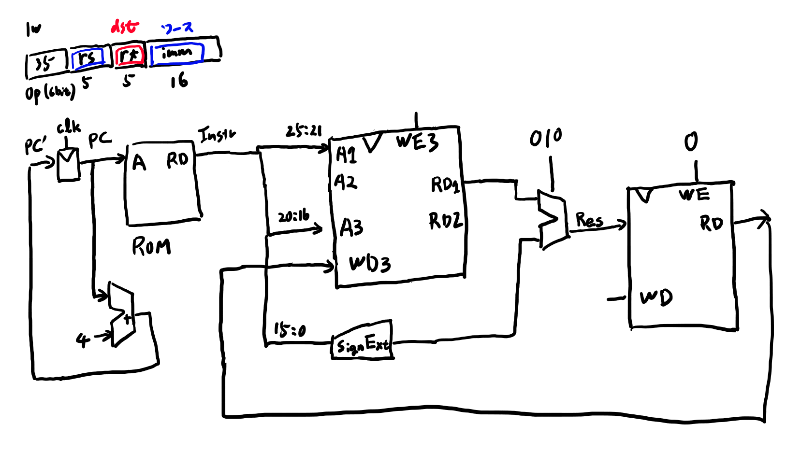 lw
dst ソース
35 rs rt imm
Op(6bit) 5 5 16
clk
PC' PC
Instr
25:21
A RD
ROM
4
+
20:16
15:0
WE3
A1
A2
A3
WD3
RD1
RD2
SignExt
010
Res
0
WE
RD
WD